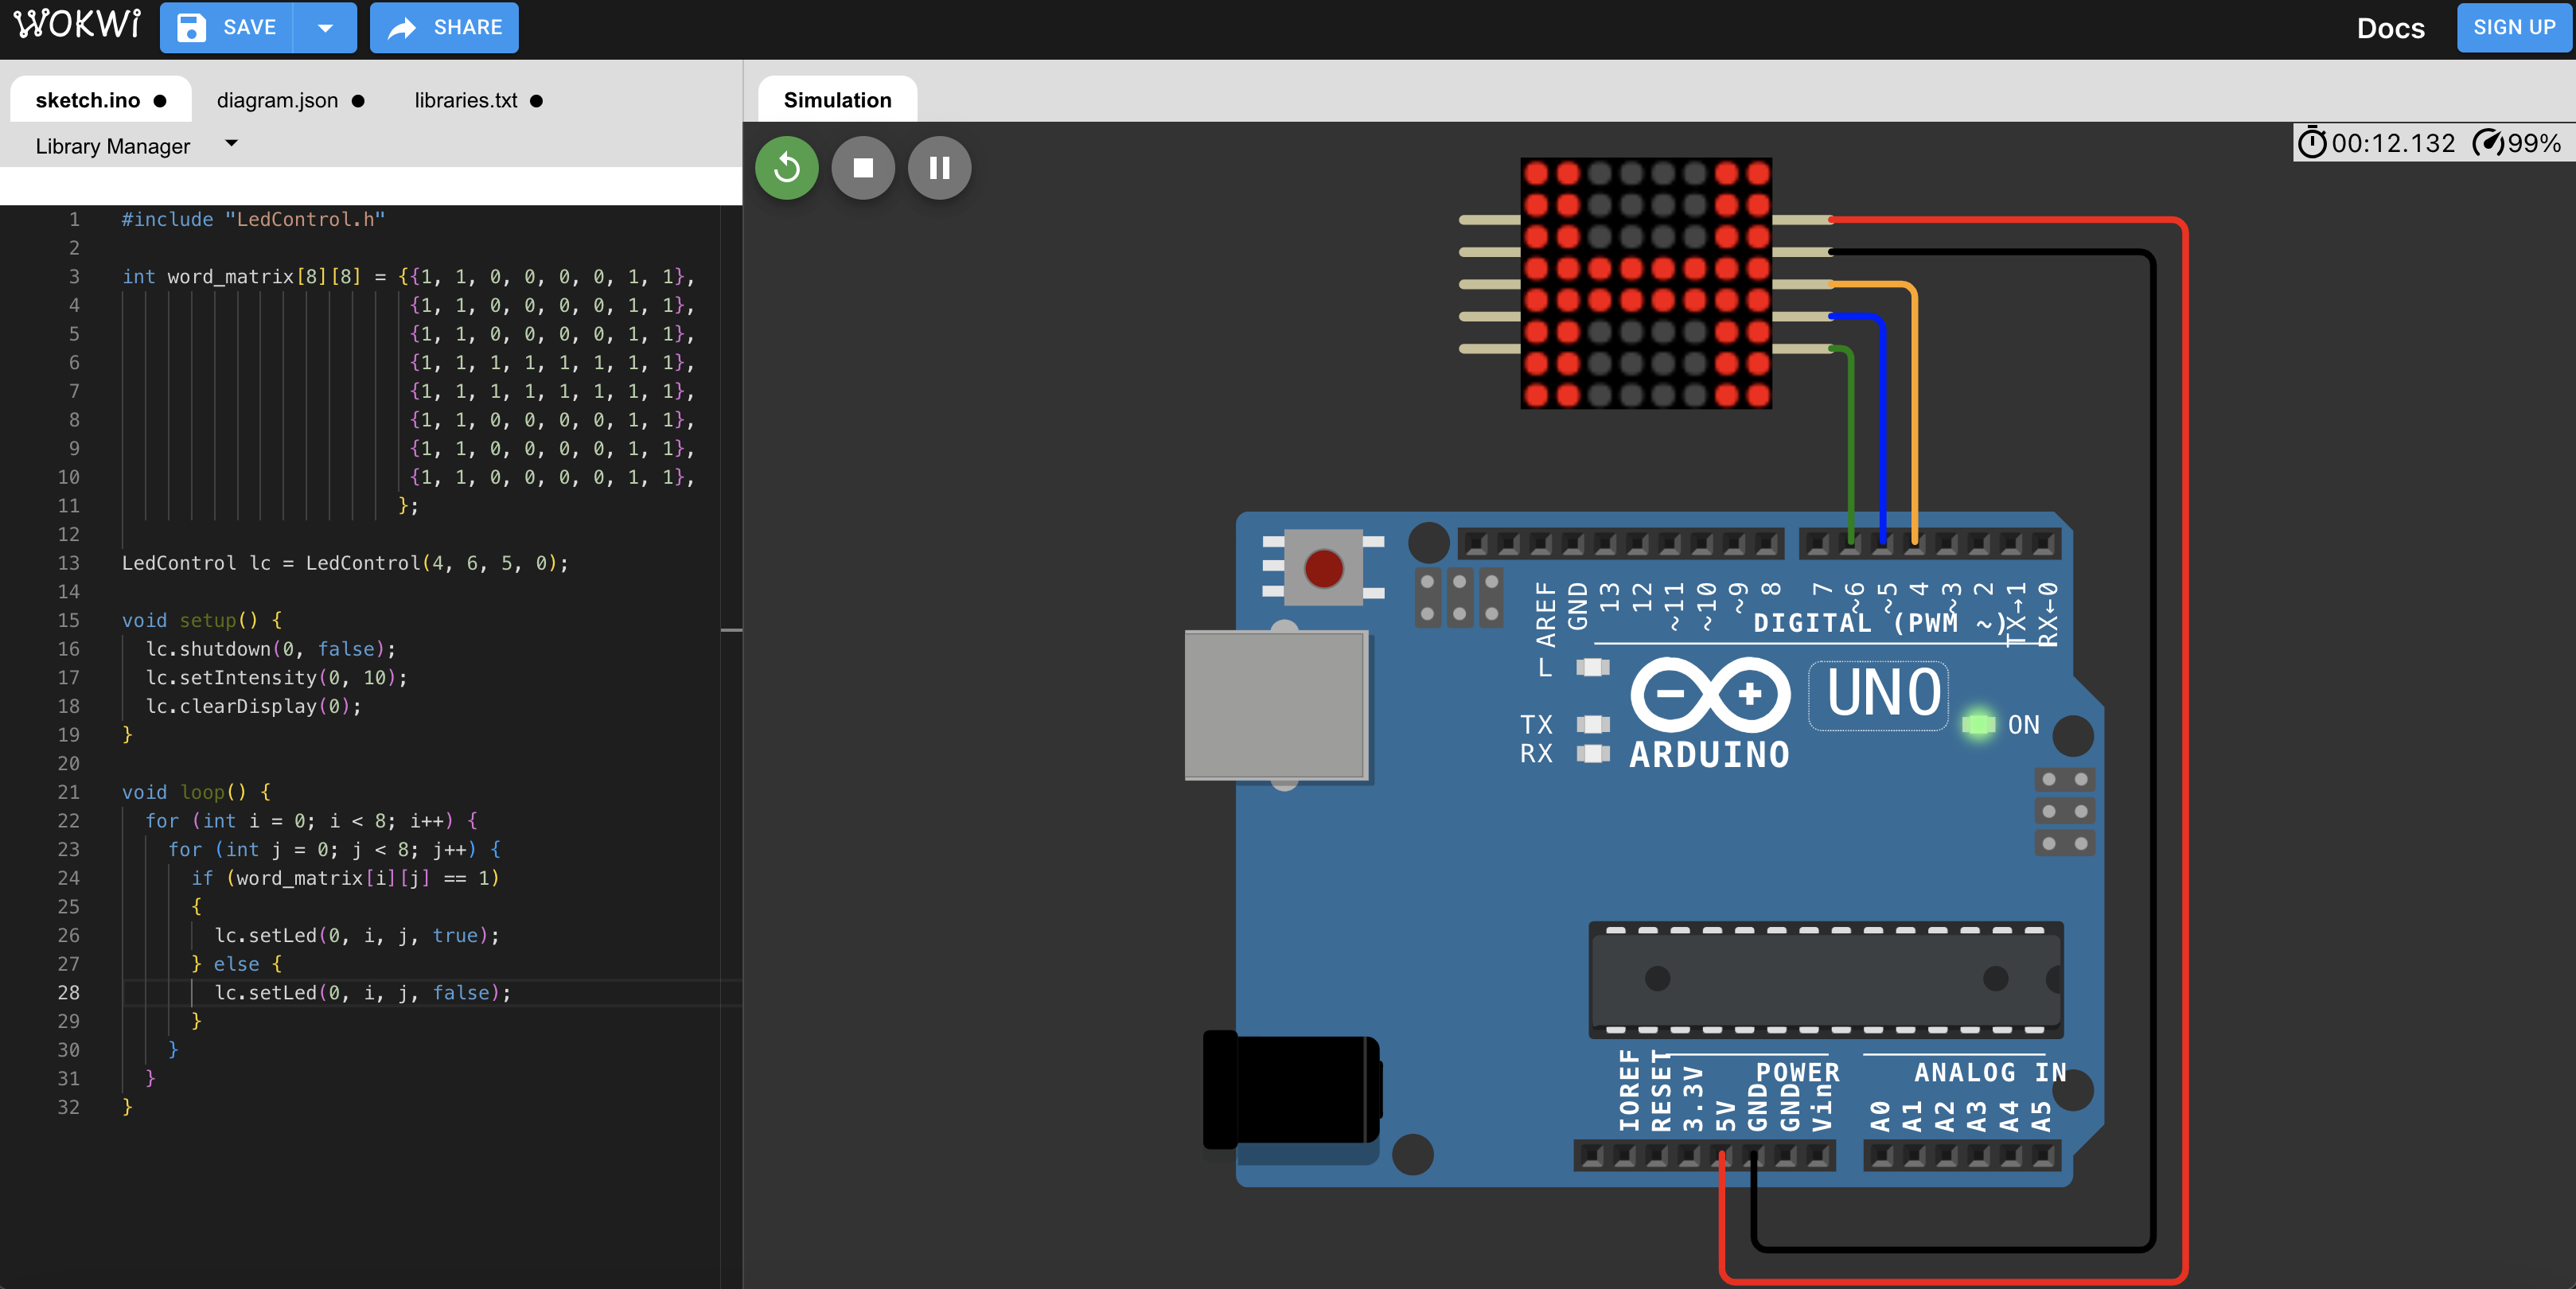 WOKWi
SAVE
SHARE
Docs
SIGN UP
sketch.ino ●
diagram.json ●
libraries.txt ●
Library Manager
Simulation
00:12.132
99%
1 #include "LedControl.h"
2
3 int word_matrix[8][8] = {{1, 1, 0, 0, 0, 0, 1, 1},
4 {1, 1, 0, 0, 0, 0, 1, 1},
5 {1, 1, 0, 0, 0, 0, 1, 1},
6 {1, 1, 1, 1, 1, 1, 1, 1},
7 {1, 1, 1, 1, 1, 1, 1, 1},
8 {1, 1, 0, 0, 0, 0, 1, 1},
9 {1, 1, 0, 0, 0, 0, 1, 1},
10 {1, 1, 0, 0, 0, 0, 1, 1},
11 };
12
13 LedControl lc = LedControl(4, 6, 5, 0);
14
15 void setup() {
16 lc.shutdown(0, false);
17 lc.setIntensity(0, 10);
18 lc.clearDisplay(0);
19 }
20
21 void loop() {
22 for (int i = 0; i < 8; i++) {
23 for (int j = 0; j < 8; j++) {
24 if (word_matrix[i][j] == 1)
25 {
26 lc.setLed(0, i, j, true);
27 } else {
28 lc.setLed(0, i, j, false);
29 }
30 }
31 }
32 }
AREF GND 13 12 ~11 ~10 ~9 8 7 ~6 ~5 4 ~3 2 TX→1 RX←0
DIGITAL (PWM ~)
L
UNO
TX
ON
RX
ARDUINO
POWER
ANALOG IN
IOREF RESET 3.3V 5V GND GND Vin A0 A1 A2 A3 A4 A5